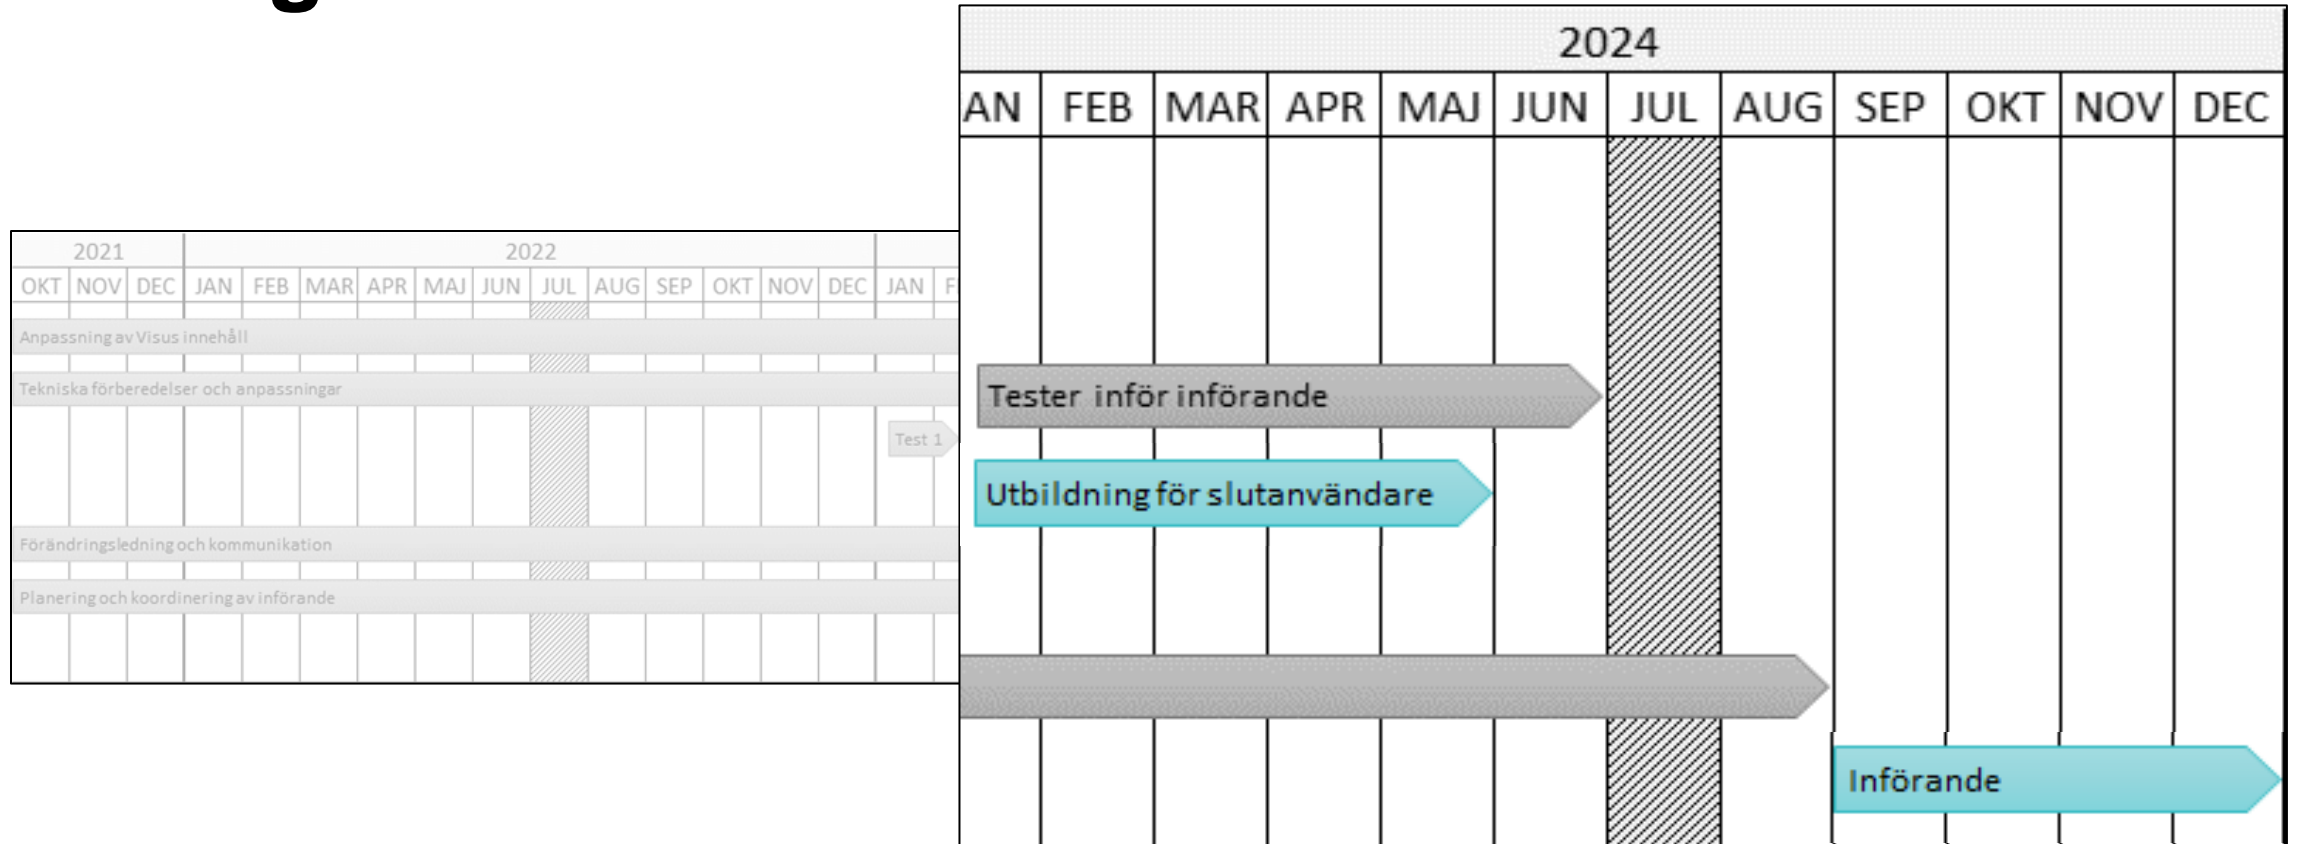 2021 2022
OKT NOV DEC JAN FEB MAR APR MAJ JUN JUL AUG SEP OKT NOV DEC JAN F
Anpassning av Visus innehåll
Tekniska förberedelser och anpassningar
Test 1
Förändringsledning och kommunikation
Planering och koordinering av införande
2024
AN FEB MAR APR MAJ JUN JUL AUG SEP OKT NOV DEC
Tester inför införande
Utbildning för slutanvändare
Införande